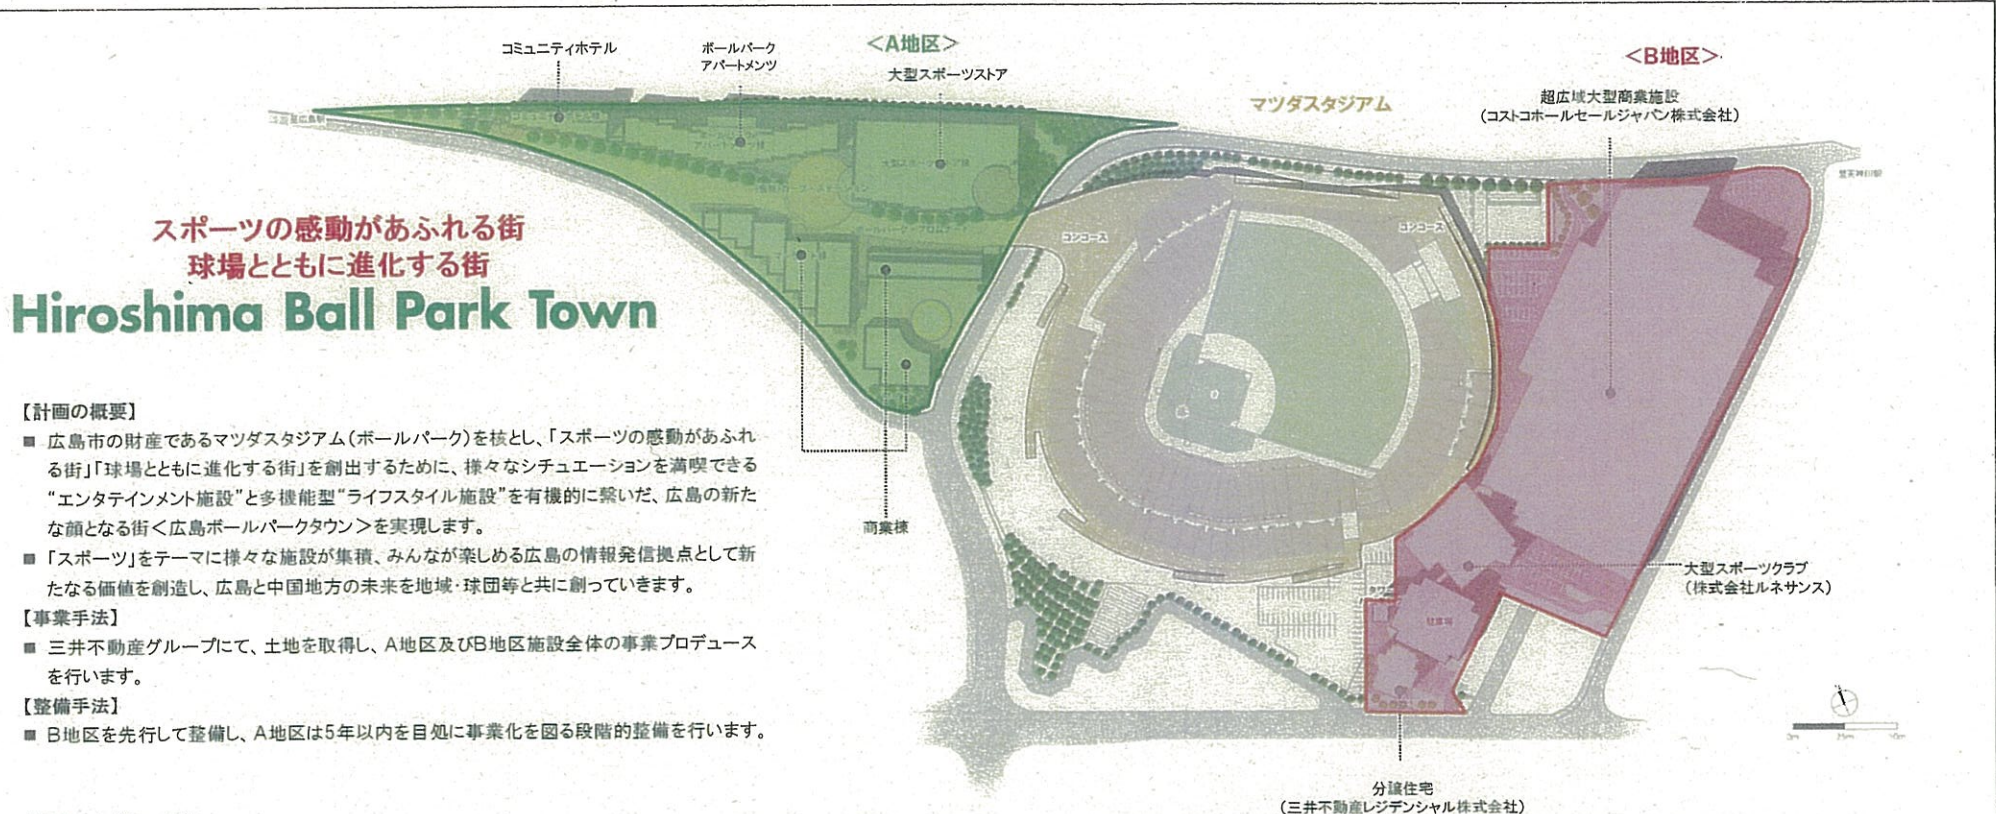 コミュニティホテル
ボールパーク
アパートメンツ
＜A地区＞
大型スポーツストア
マツダスタジアム
＜B地区＞
超広域大型商業施設
（コストコホールセールジャパン株式会社）
コンコース
コンコース
スポーツの感動があふれる街
球場とともに進化する街
Hiroshima Ball Park Town
【計画の概要】
■ 広島市の財産であるマツダスタジアム（ボールパーク）を核とし、「スポーツの感動があふれ
る街」「球場とともに進化する街」を創出するために、様々なシチュエーションを満喫できる
“エンタテインメント施設”と多機能型“ライフスタイル施設”を有機的に繋いだ、広島の新た
な顔となる街＜広島ボールパークタウン＞を実現します。
■ 「スポーツ」をテーマに様々な施設が集積、みんなが楽しめる広島の情報発信拠点として新
たなる価値を創造し、広島と中国地方の未来を地域・球団等と共に創っていきます。
【事業手法】
■ 三井不動産グループにて、土地を取得し、A地区及びB地区施設全体の事業プロデュース
を行います。
【整備手法】
■ B地区を先行して整備し、A地区は5年以内を目処に事業化を図る段階的整備を行います。
商業棟
大型スポーツクラブ
（株式会社ルネサンス）
駐車場
0m 25m 50m
分譲住宅
（三井不動産レジデンシャル株式会社）